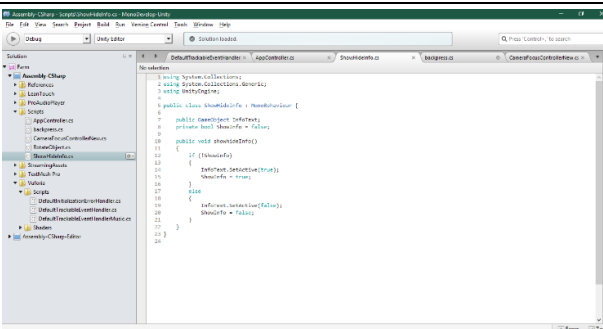 Assembly-CSharp - Scripts\ShowHideInfo.cs - MonoDevelop-Unity
File Edit View Search Project Build Run Version Control Tools Window Help
Debug
Unity Editor
Solution loaded.
Press 'Control+,' to search
Solution
DefaultTrackableEventHandler.cs
AppController.cs
ShowHideInfo.cs
backpress.cs
CameraFocusControllerNew.cs
No selection
Farm
Assembly-CSharp
References
LeanTouch
ProAudioPlayer
Scripts
AppController.cs
backpress.cs
CameraFocusControllerNew.cs
RotateObject.cs
ShowHideInfo.cs
StreamingAssets
TextMesh Pro
Vuforia
Scripts
DefaultInitializationErrorHandler.cs
DefaultTrackableEventHandler.cs
DefaultTrackableEventHandlerMusic.cs
Shaders
Assembly-CSharp-Editor
1 using System.Collections;
2 using System.Collections.Generic;
3 using UnityEngine;
4
5 public class ShowHideInfo : MonoBehaviour {
6
7 public GameObject InfoText;
8 private bool ShowInfo = false;
9
10 public void showhideInfo()
11 {
12 if (!ShowInfo)
13 {
14 InfoText.SetActive(true);
15 ShowInfo = true;
16 }
17 else
18 {
19 InfoText.SetActive(false);
20 ShowInfo = false;
21 }
22 }
23 }
24